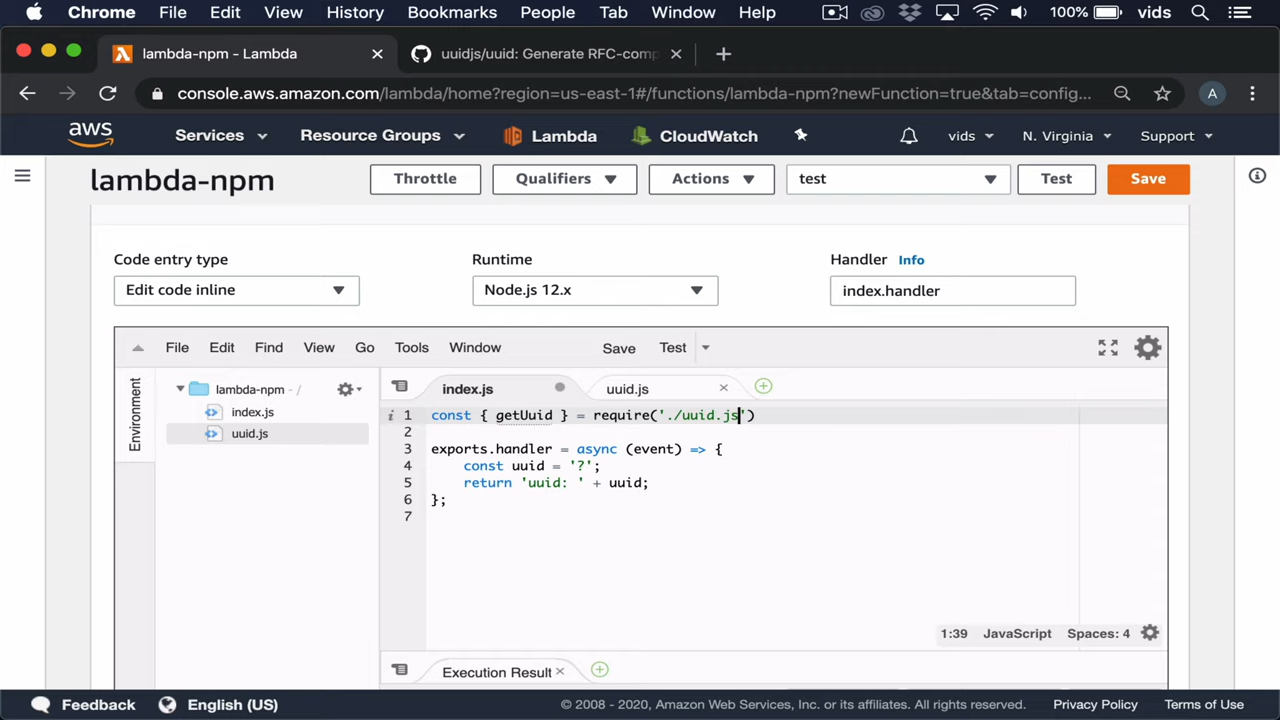 Chrome File Edit View History Bookmarks People Tab Window Help 100% vids
lambda-npm - Lambda uuidjs/uuid: Generate RFC-comp
console.aws.amazon.com/lambda/home?region=us-east-1#/functions/lambda-npm?newFunction=true&tab=config... A
aws Services Resource Groups Lambda CloudWatch vids N. Virginia Support
lambda-npm Throttle Qualifiers Actions test Test Save
Code entry type Runtime Handler Info
Edit code inline Node.js 12.x index.handler
File Edit Find View Go Tools Window Save Test
Environment
lambda-npm - /
index.js
uuid.js
index.js uuid.js
i 1 const { getUuid } = require('./uuid.js')
2
3 exports.handler = async (event) => {
4 const uuid = '?';
5 return 'uuid: ' + uuid;
6 };
7
1:39 JavaScript Spaces: 4
Execution Result
Feedback English (US) © 2008 - 2020, Amazon Web Services, Inc. or its affiliates. All rights reserved. Privacy Policy Terms of Use